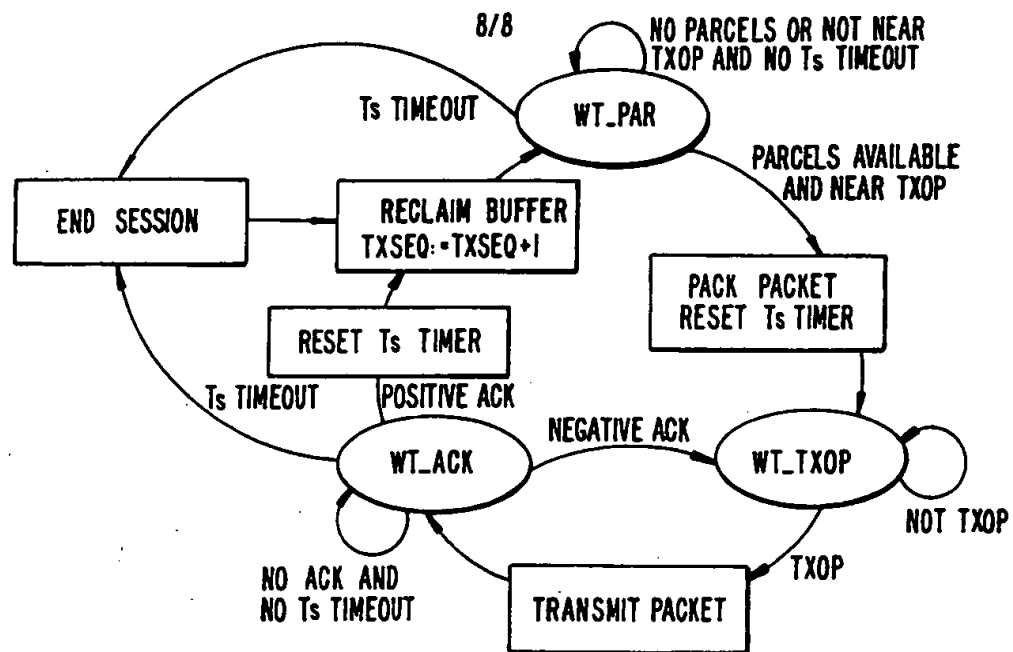 8/8
NO PARCELS OR NOT NEAR
TXOP AND NO Ts TIMEOUT
Ts TIMEOUT
WT_PAR
PARCELS AVAILABLE
AND NEAR TXOP
END SESSION
RECLAIM BUFFER
TXSEQ:=TXSEQ+1
PACK PACKET
RESET Ts TIMER
RESET Ts TIMER
Ts TIMEOUT
POSITIVE ACK
NEGATIVE ACK
WT_ACK
WT_TXOP
NOT TXOP
NO ACK AND
NO Ts TIMEOUT
TXOP
TRANSMIT PACKET